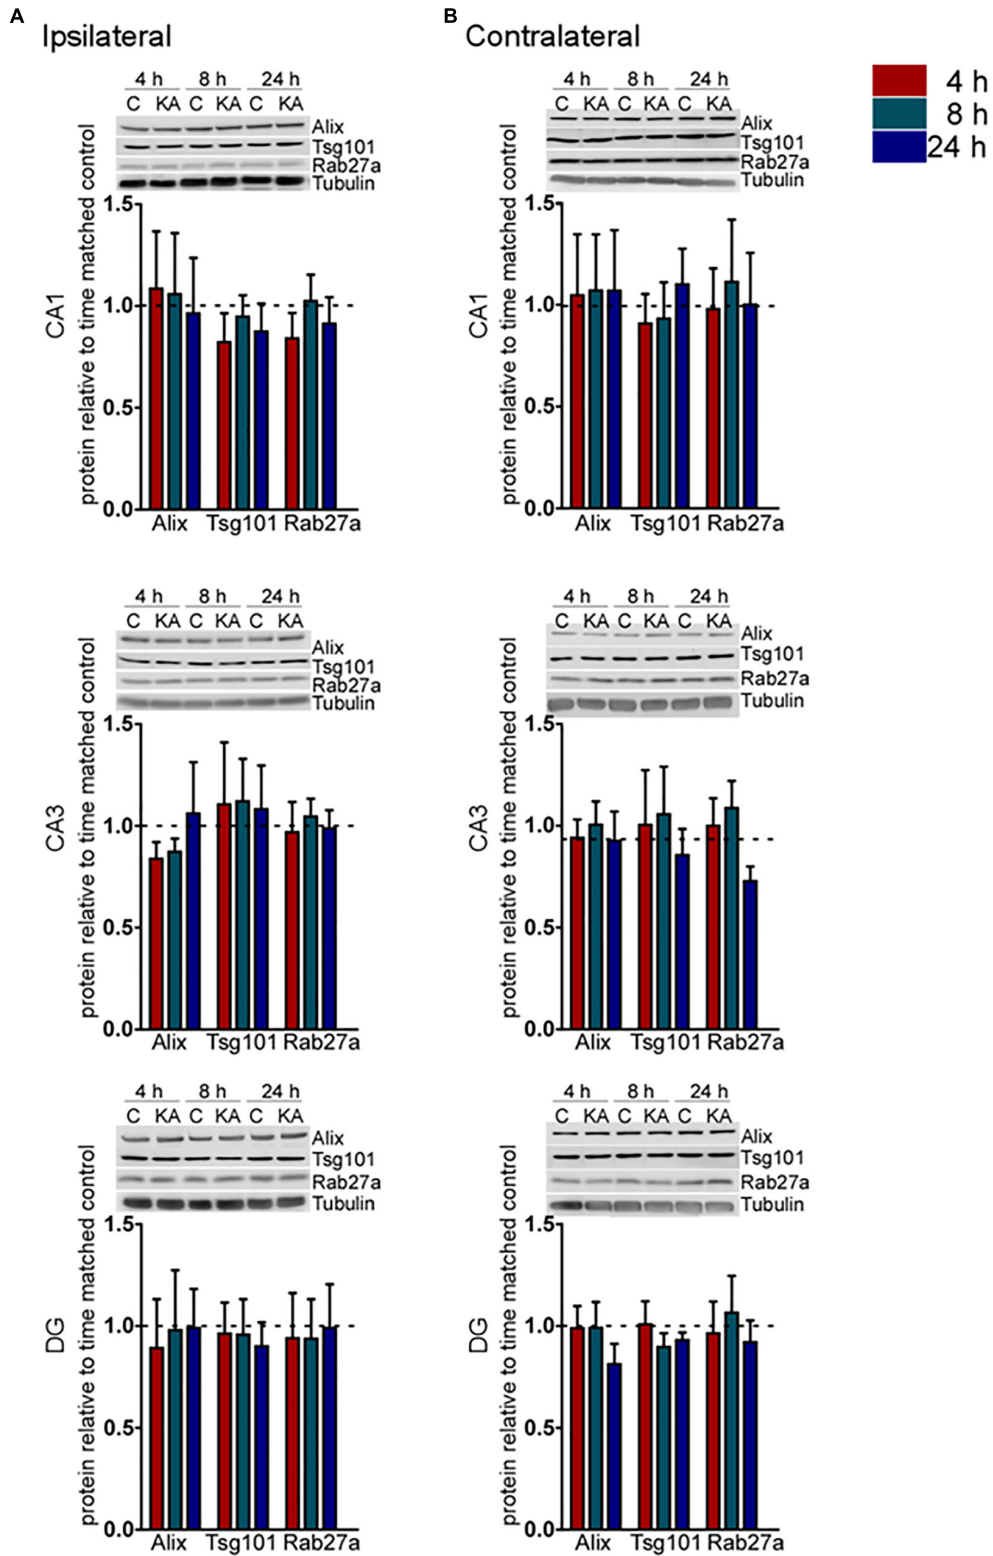 A
Ipsilateral
B
Contralateral
4 h
8 h
24 h
4 h 8 h 24 h
C KA C KA C KA
Alix
Tsg101
Rab27a
Tubulin
CA1
protein relative to time matched control
1.5
1.0
0.5
0.0
Alix Tsg101 Rab27a
4 h 8 h 24 h
C KA C KA C KA
Alix
Tsg101
Rab27a
Tubulin
CA1
protein relative to time matched control
1.5
1.0
0.5
0.0
Alix Tsg101 Rab27a
4 h 8 h 24 h
C KA C KA C KA
Alix
Tsg101
Rab27a
Tubulin
CA3
protein relative to time matched control
1.5
1.0
0.5
0.0
Alix Tsg101 Rab27a
4 h 8 h 24 h
C KA C KA C KA
Alix
Tsg101
Rab27a
Tubulin
CA3
protein relative to time matched control
1.5
1.0
0.5
0.0
Alix Tsg101 Rab27a
4 h 8 h 24 h
C KA C KA C KA
Alix
Tsg101
Rab27a
Tubulin
DG
protein relative to time matched control
1.5
1.0
0.5
0.0
Alix Tsg101 Rab27a
4 h 8 h 24 h
C KA C KA C KA
Alix
Tsg101
Rab27a
Tubulin
DG
protein relative to time matched control
1.5
1.0
0.5
0.0
Alix Tsg101 Rab27a